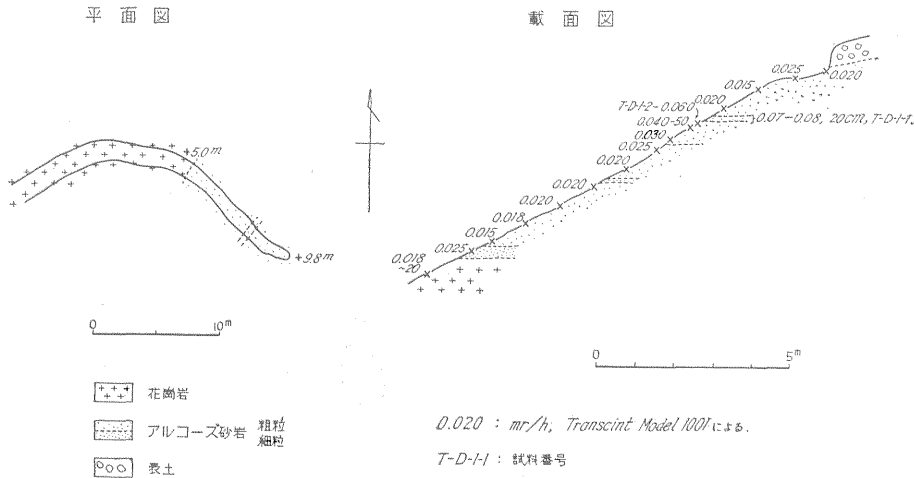 平面図
截面図
0.020
0.025
0.015
0.020
T-D-1-2-0.060
0.07-0.08, 20cm, T-D-1-1.
0.040-50
0.030
0.025
0.020
0.020
0.020
0.018
0.015
0.025
0.018
~20
5.0m
9.8m
0 10m
0 5m
花崗岩
アルコーズ砂岩 粗粒
細粒
表土
0.020 : mr/h, Transcint Model 1001による.
T-D-1-1 : 試料番号